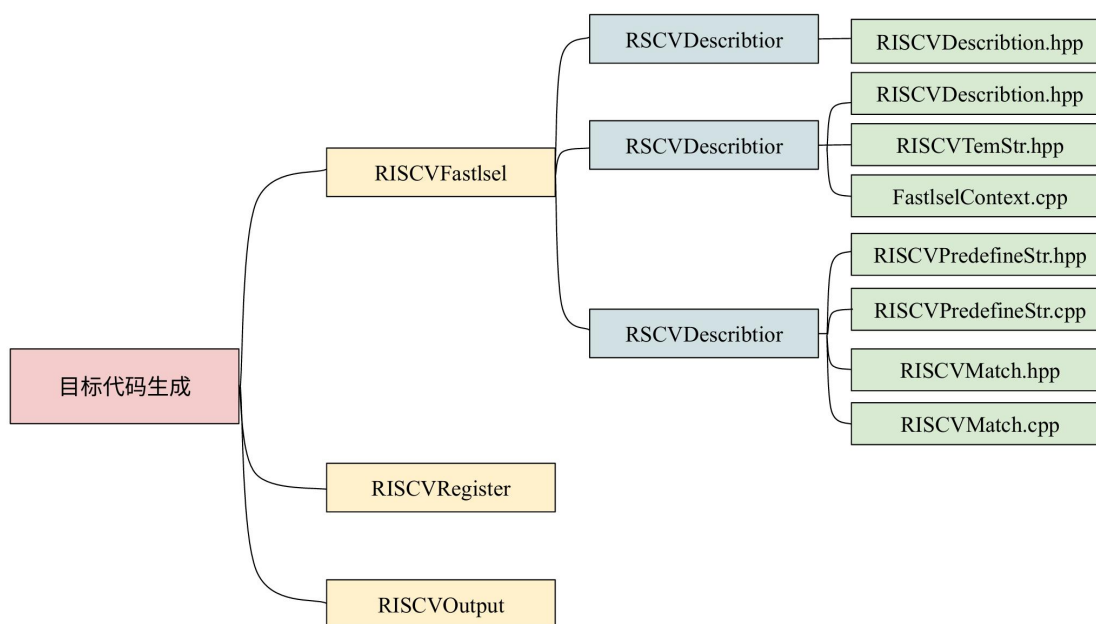 目标代码生成
RISCVFastlsel
RISCVRegister
RISCVOutput
RSCVDescribtior
RSCVDescribtior
RSCVDescribtior
RISCVDescribtion.hpp
RISCVDescribtion.hpp
RISCVTemStr.hpp
FastlselContext.cpp
RISCVPredefineStr.hpp
RISCVPredefineStr.cpp
RISCVMatch.hpp
RISCVMatch.cpp